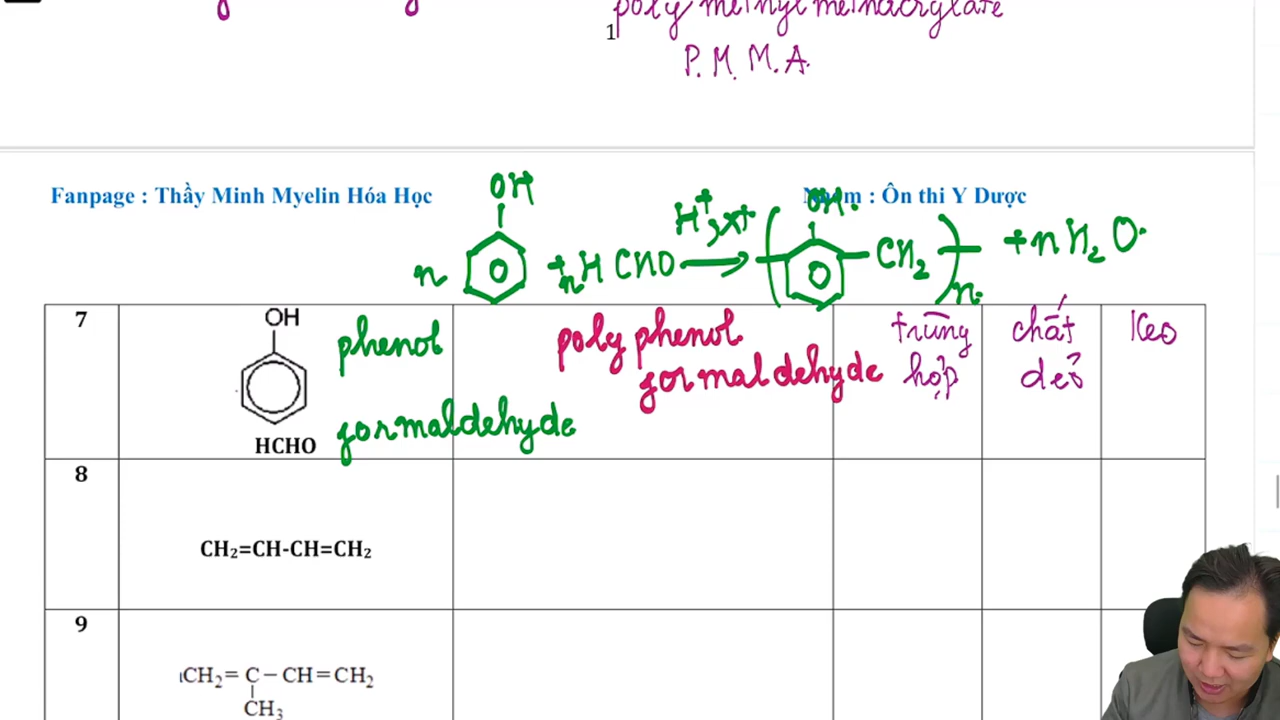 poly methyl methacrylate
1
P.M.M.A.
Fanpage : Thầy Minh Myelin Hóa Học
: Ôn thi Y Dược
OH
OH
H⁺, xt
n + nHCHO → ( CH₂ )n + nH₂O
7
OH
HCHO
phenol
formaldehyde
poly phenol
formaldehyde
trùng
hợp
chất
dẻo
Keo
8
CH₂=CH-CH=CH₂
9
CH₂=C−CH=CH₂
CH₃